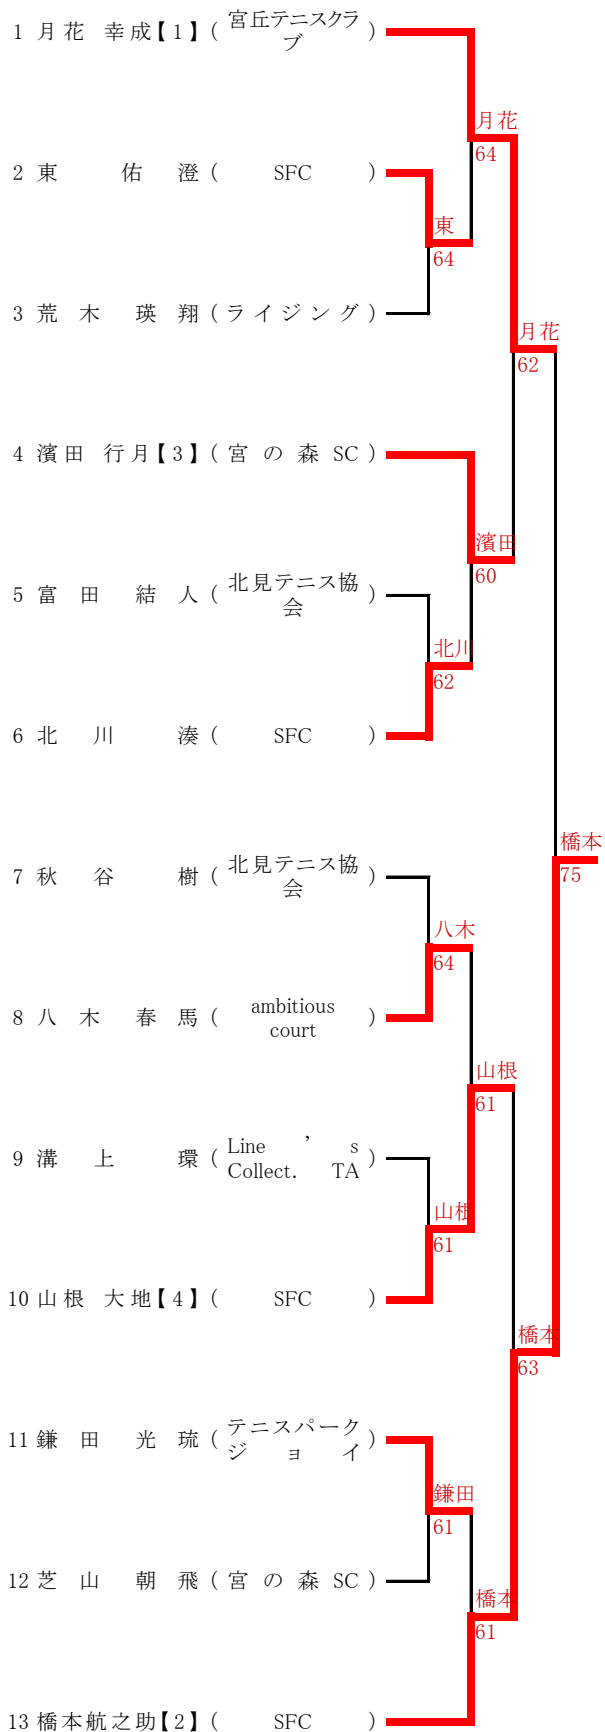 1 月花 幸成【1】(宮丘テニスクラブ)
月花
64
2 東 佑 澄 ( SFC )
東
64
3 荒 木 瑛 翔 (ライジング)
月花
62
4 濱田 行月【3】(宮 の 森 SC)
濱田
60
5 富 田 結 人 (北見テニス協会)
北川
62
6 北 川 湊 ( SFC )
橋本
75
7 秋 谷 樹 (北見テニス協会)
八木
64
8 八 木 春 馬 (ambitious court)
山根
61
9 溝 上 環 (Line ’ s Collect. TA)
山根
61
10 山根 大地【4】( SFC )
橋本
63
11 鎌 田 光 琉 (テニスパークジョイ)
鎌田
61
12 芝 山 朝 飛 (宮 の 森 SC)
橋本
61
13 橋本航之助【2】( SFC )